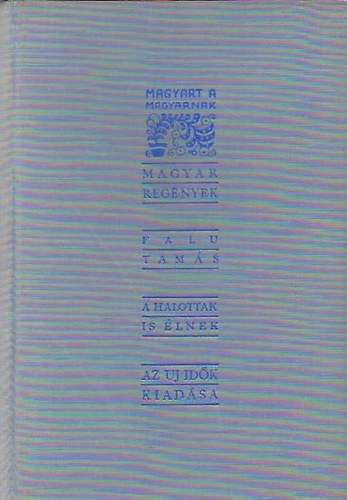 MAGYART A
MAGYARNAK
MAGYAR
REGÉNYEK
FALU
TAMÁS
A HALOTTAK
IS ÉLNEK
AZ UJ IDŐK
KIADÁSA